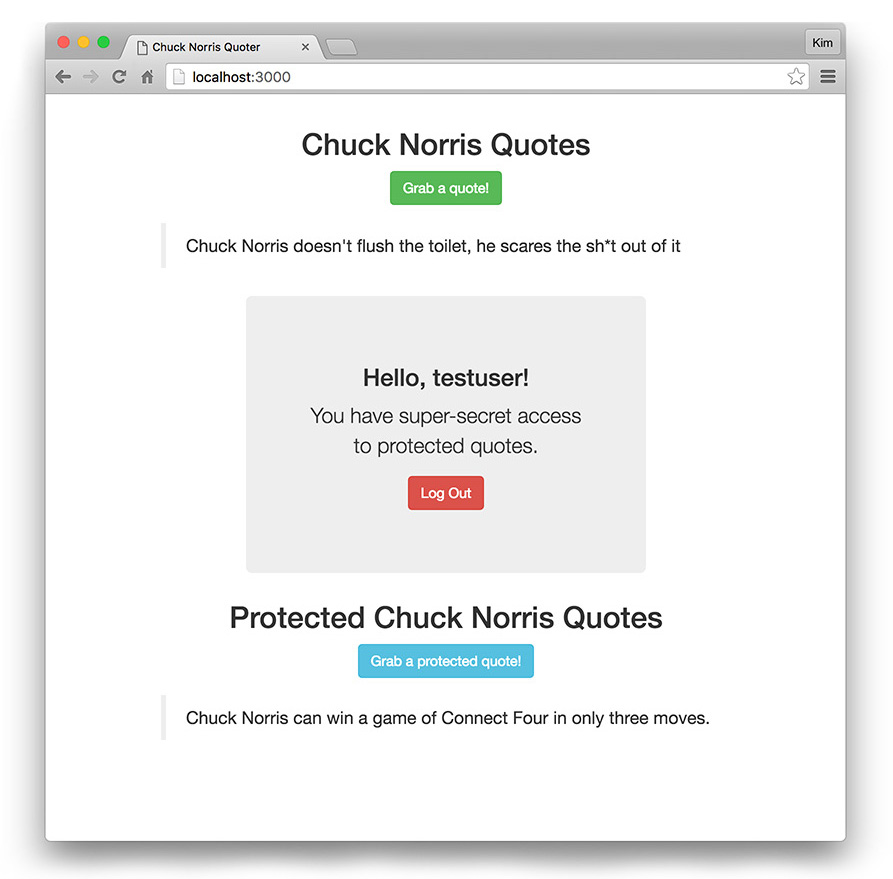 Chuck Norris Quoter
Kim
localhost:3000
Chuck Norris Quotes
Grab a quote!
Chuck Norris doesn't flush the toilet, he scares the sh*t out of it
Hello, testuser!
You have super-secret access
to protected quotes.
Log Out
Protected Chuck Norris Quotes
Grab a protected quote!
Chuck Norris can win a game of Connect Four in only three moves.